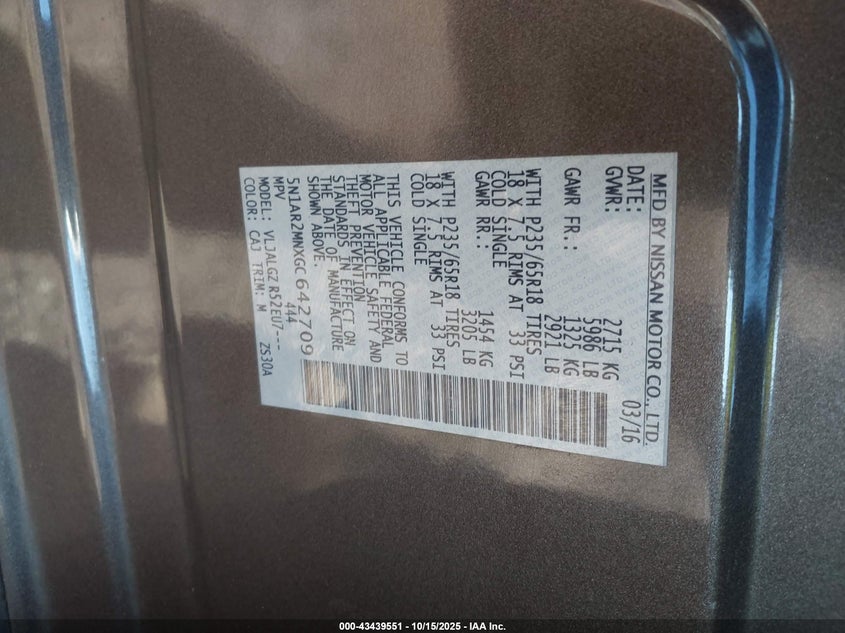 MFD BY NISSAN MOTOR CO., LTD.
DATE: 03/16
GVWR: 2715 KG
5986 LB
GAWR FR.: 1325 KG
2921 LB
WITH P235/65R18 TIRES
18 X 7.5 RIMS AT 33 PSI
COLD SINGLE
GAWR RR.: 1454 KG
3205 LB
WITH P235/65R18 TIRES
18 X 7.5 RIMS AT 33 PSI
COLD SINGLE
THIS VEHICLE CONFORMS TO
ALL APPLICABLE FEDERAL
MOTOR VEHICLE SAFETY AND
THEFT PREVENTION
STANDARDS IN EFFECT ON
THE DATE OF MANUFACTURE
SHOWN ABOVE.
5N1AR2MNXGC642709
MPV 444
MODEL: VLJALGZ R52EU7---
COLOR: CAJ TRIM: M ZS30A
000-43439551 - 10/15/2025 - IAA Inc.